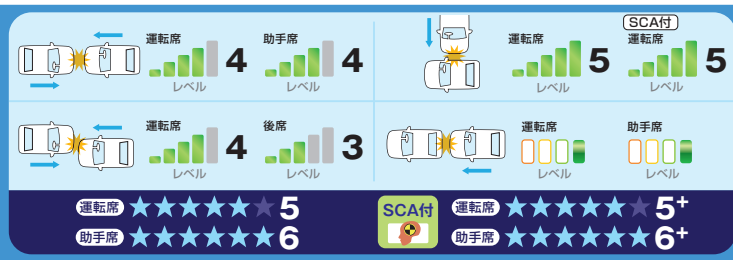 運転席 4 レベル
助手席 4 レベル
運転席 5 レベル
SCA付
運転席 5 レベル
運転席 4 レベル
後席 3 レベル
運転席 レベル
助手席 レベル
運転席 ★★★★★★ 5
助手席 ★★★★★★ 6
SCA付
運転席 ★★★★★★ 5+
助手席 ★★★★★★ 6+